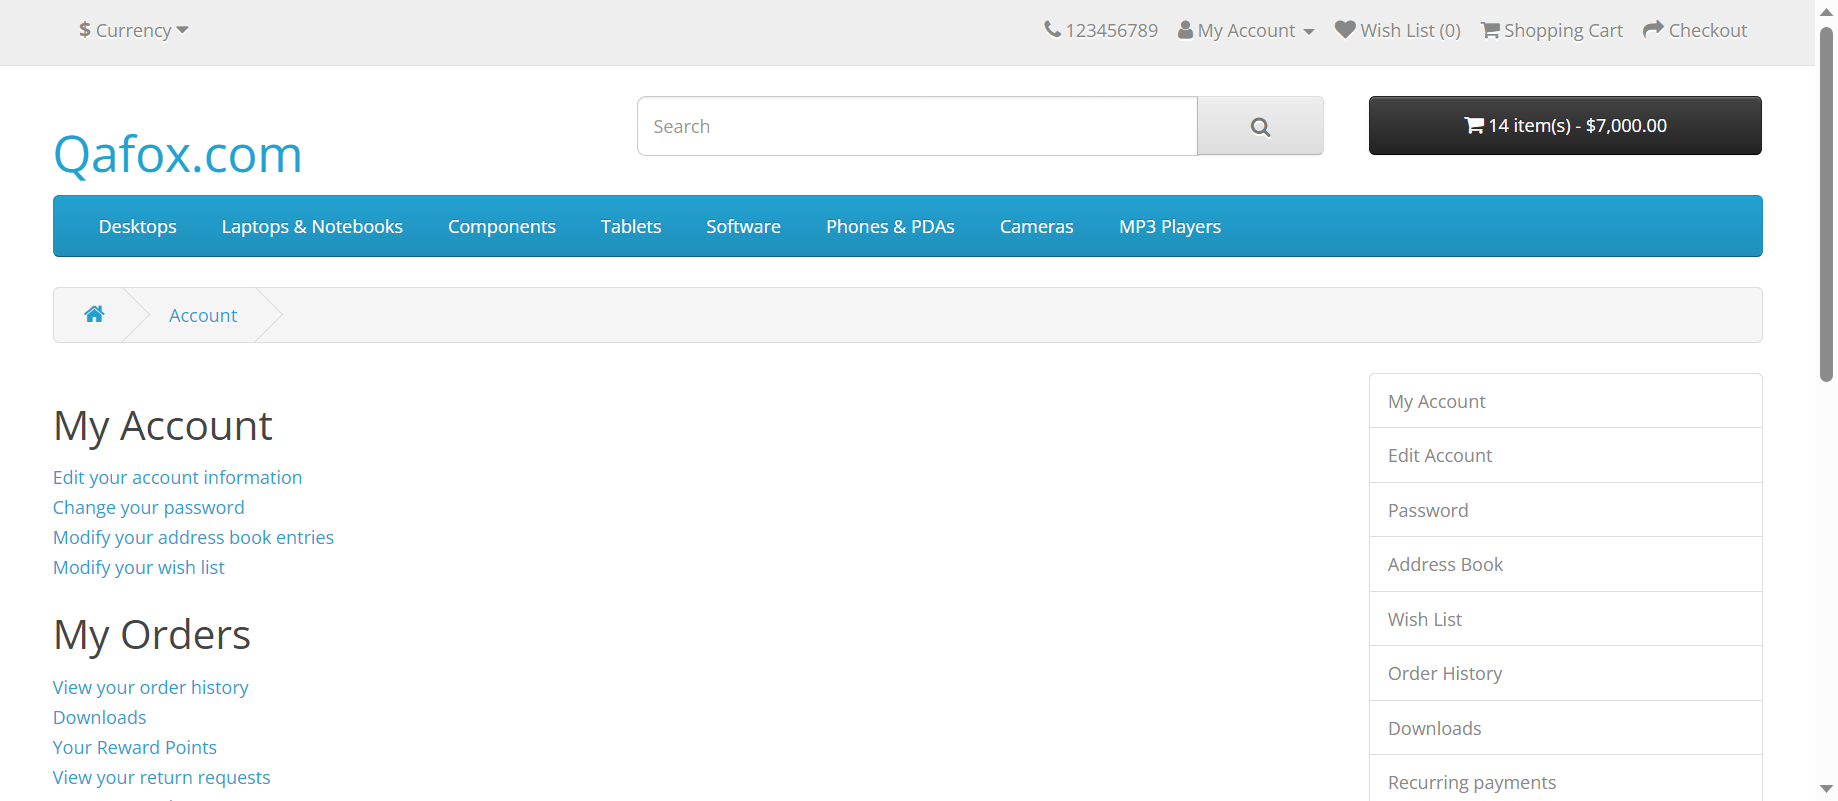 $ Currency
123456789 My Account Wish List (0) Shopping Cart Checkout
Qafox.com
Search
14 item(s) - $7,000.00
Desktops Laptops & Notebooks Components Tablets Software Phones & PDAs Cameras MP3 Players
Account
My Account
Edit your account information
Change your password
Modify your address book entries
Modify your wish list
My Orders
View your order history
Downloads
Your Reward Points
View your return requests
My Account
Edit Account
Password
Address Book
Wish List
Order History
Downloads
Recurring payments